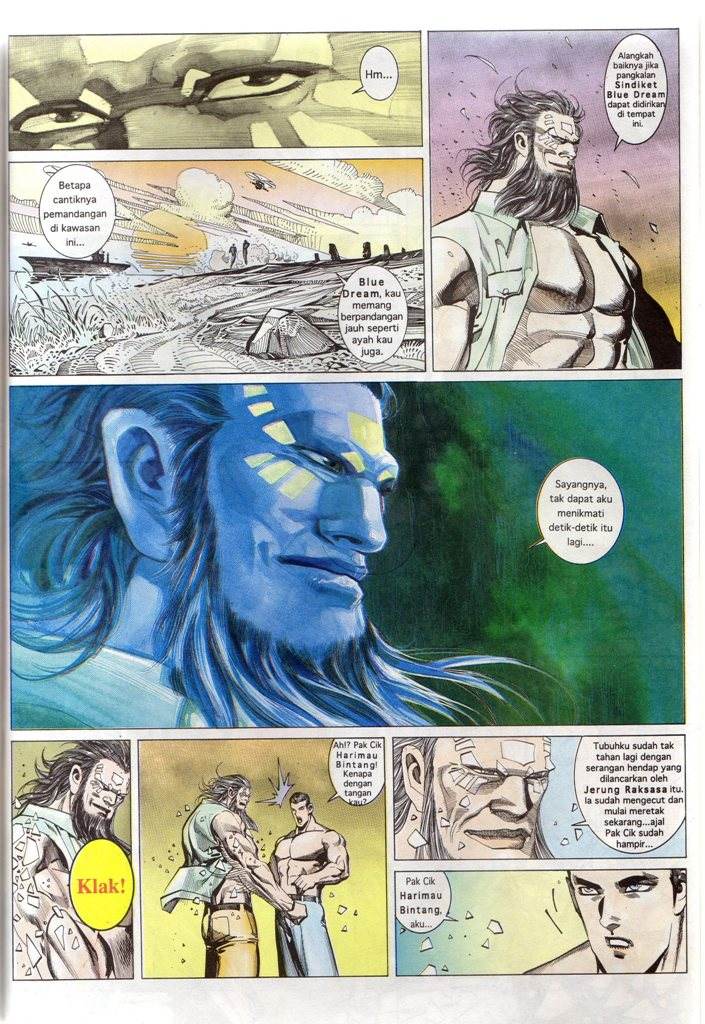 Hm...
Alangkah
baiknya jika
pangkalan
Sindiket
Blue Dream
dapat didirikan
di tempat
ini.
Betapa
cantiknya
pemandangan
di kawasan
ini...
Blue
Dream, kau
memang
berpandangan
jauh seperti
ayah kau
juga.
Sayangnya,
tak dapat aku
menikmati
detik-detik itu
lagi....
Klak!
Ah!? Pak Cik
Harimau
Bintang!
Kenapa
dengan
tangan
kau?
Tubuhku sudah tak
tahan lagi dengan
serangan hendap yang
dilancarkan oleh
Jerung Raksasa itu.
Ia sudah mengecut dan
mulai meretak
sekarang...ajal
Pak Cik sudah
hampir...
Pak Cik
Harimau
Bintang,
aku...